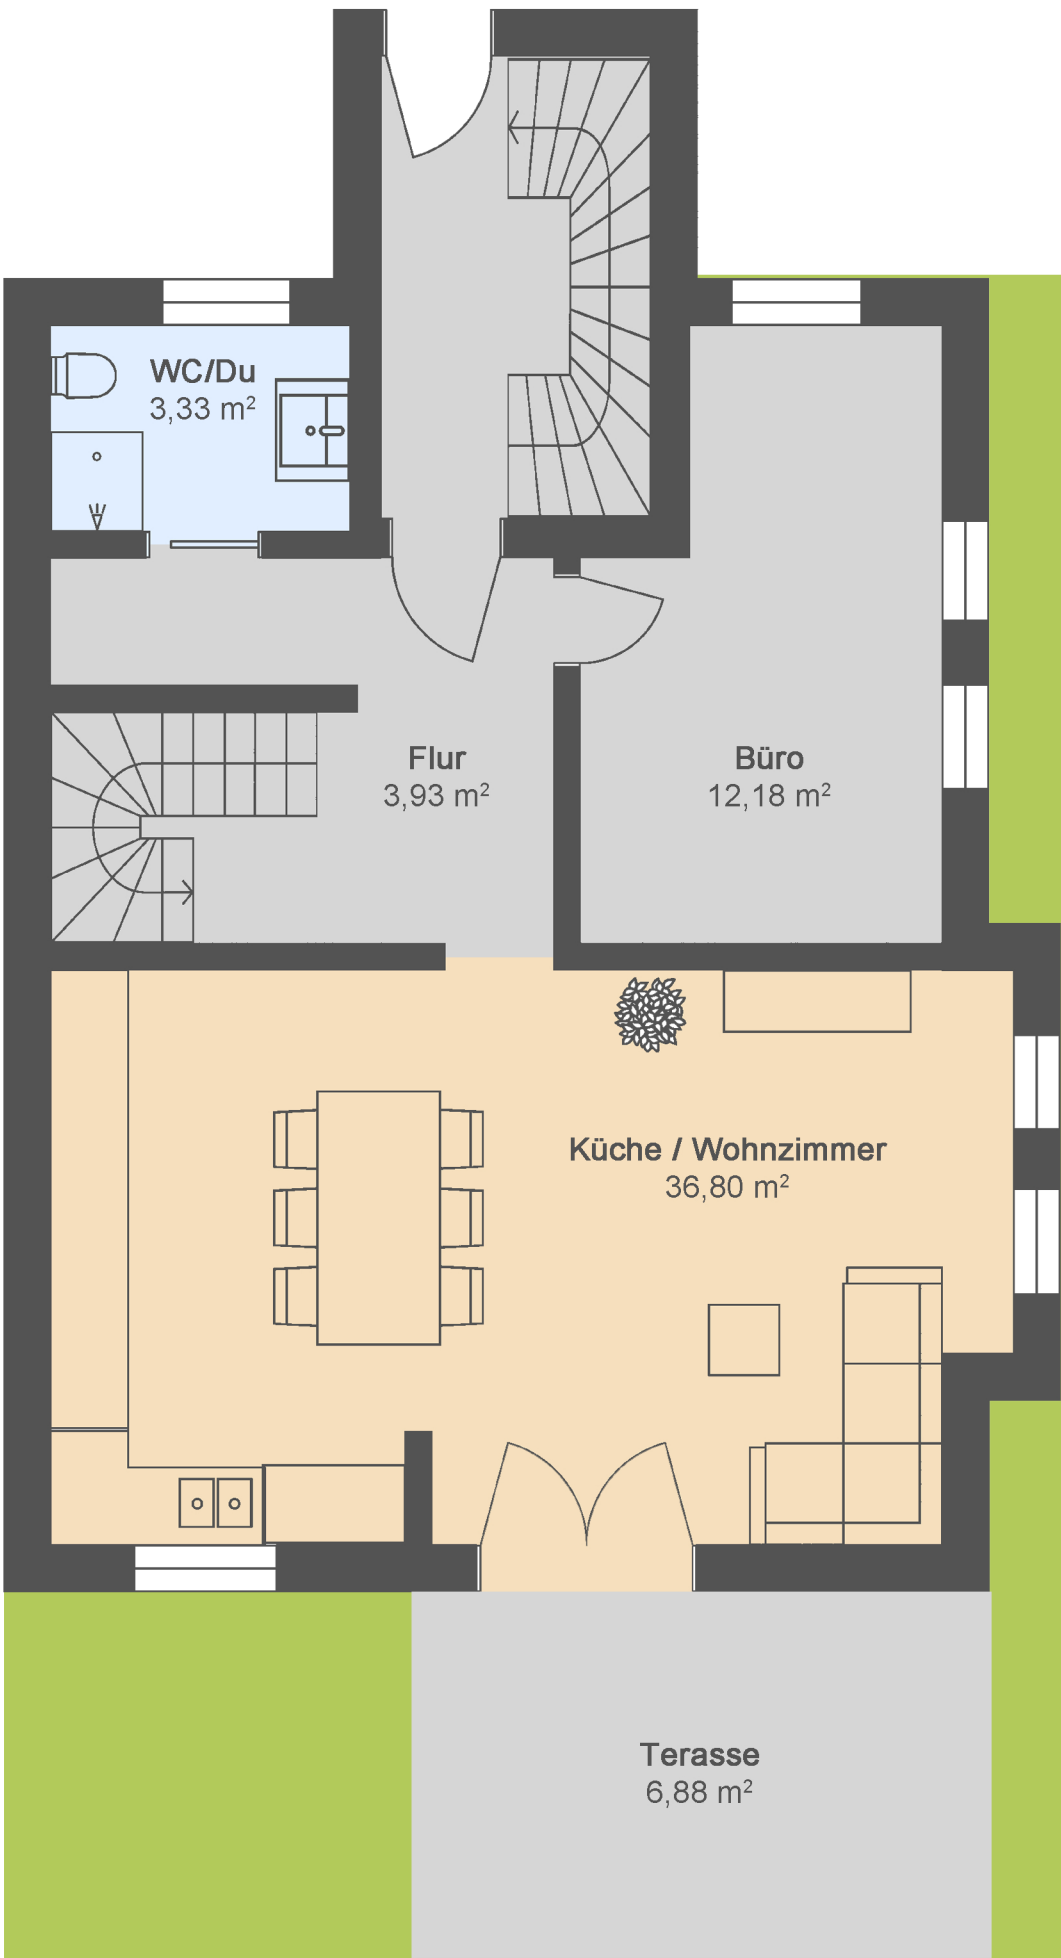 WC/Du
3,33 m²
Flur
3,93 m²
Büro
12,18 m²
Küche / Wohnzimmer
36,80 m²
Terasse
6,88 m²